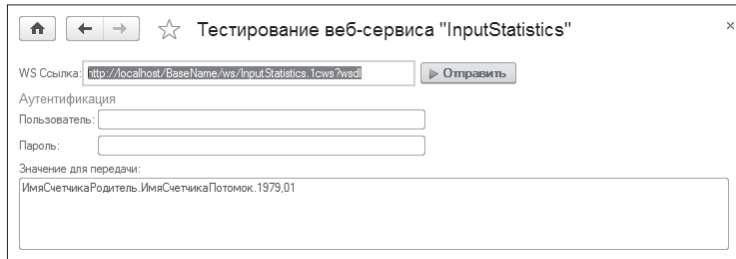 Тестирование веб-сервиса "InputStatistics"
WS Ссылка: http://localhost/BaseName/ws/InputStatistics.1cws?wsdl Отправить
Аутентификация
Пользователь:
Пароль:
Значение для передачи:
ИмяСчетчикаРодитель.ИмяСчетчикаПотомок.1979,01